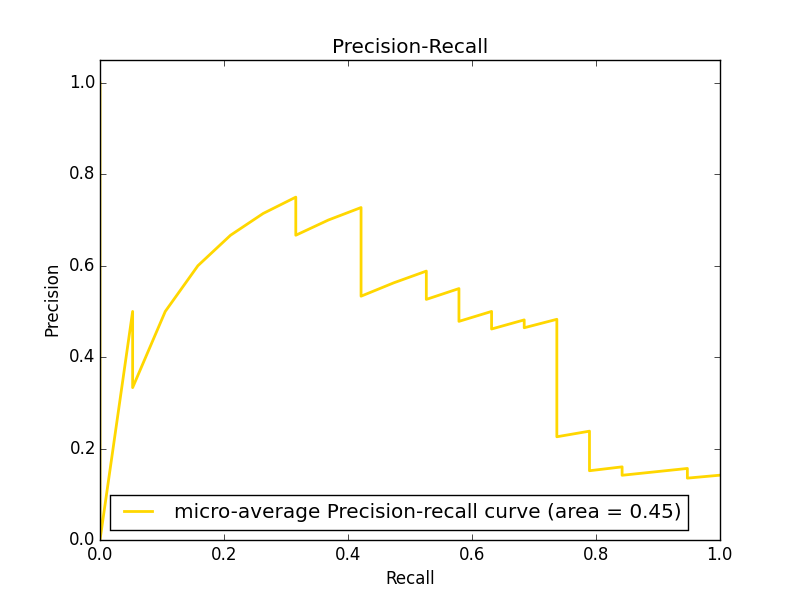 Precision-Recall
1.0
0.8
0.6
0.4
0.2
0.0
Precision
micro-average Precision-recall curve (area = 0.45)
0.0 0.2 0.4 0.6 0.8 1.0
Recall